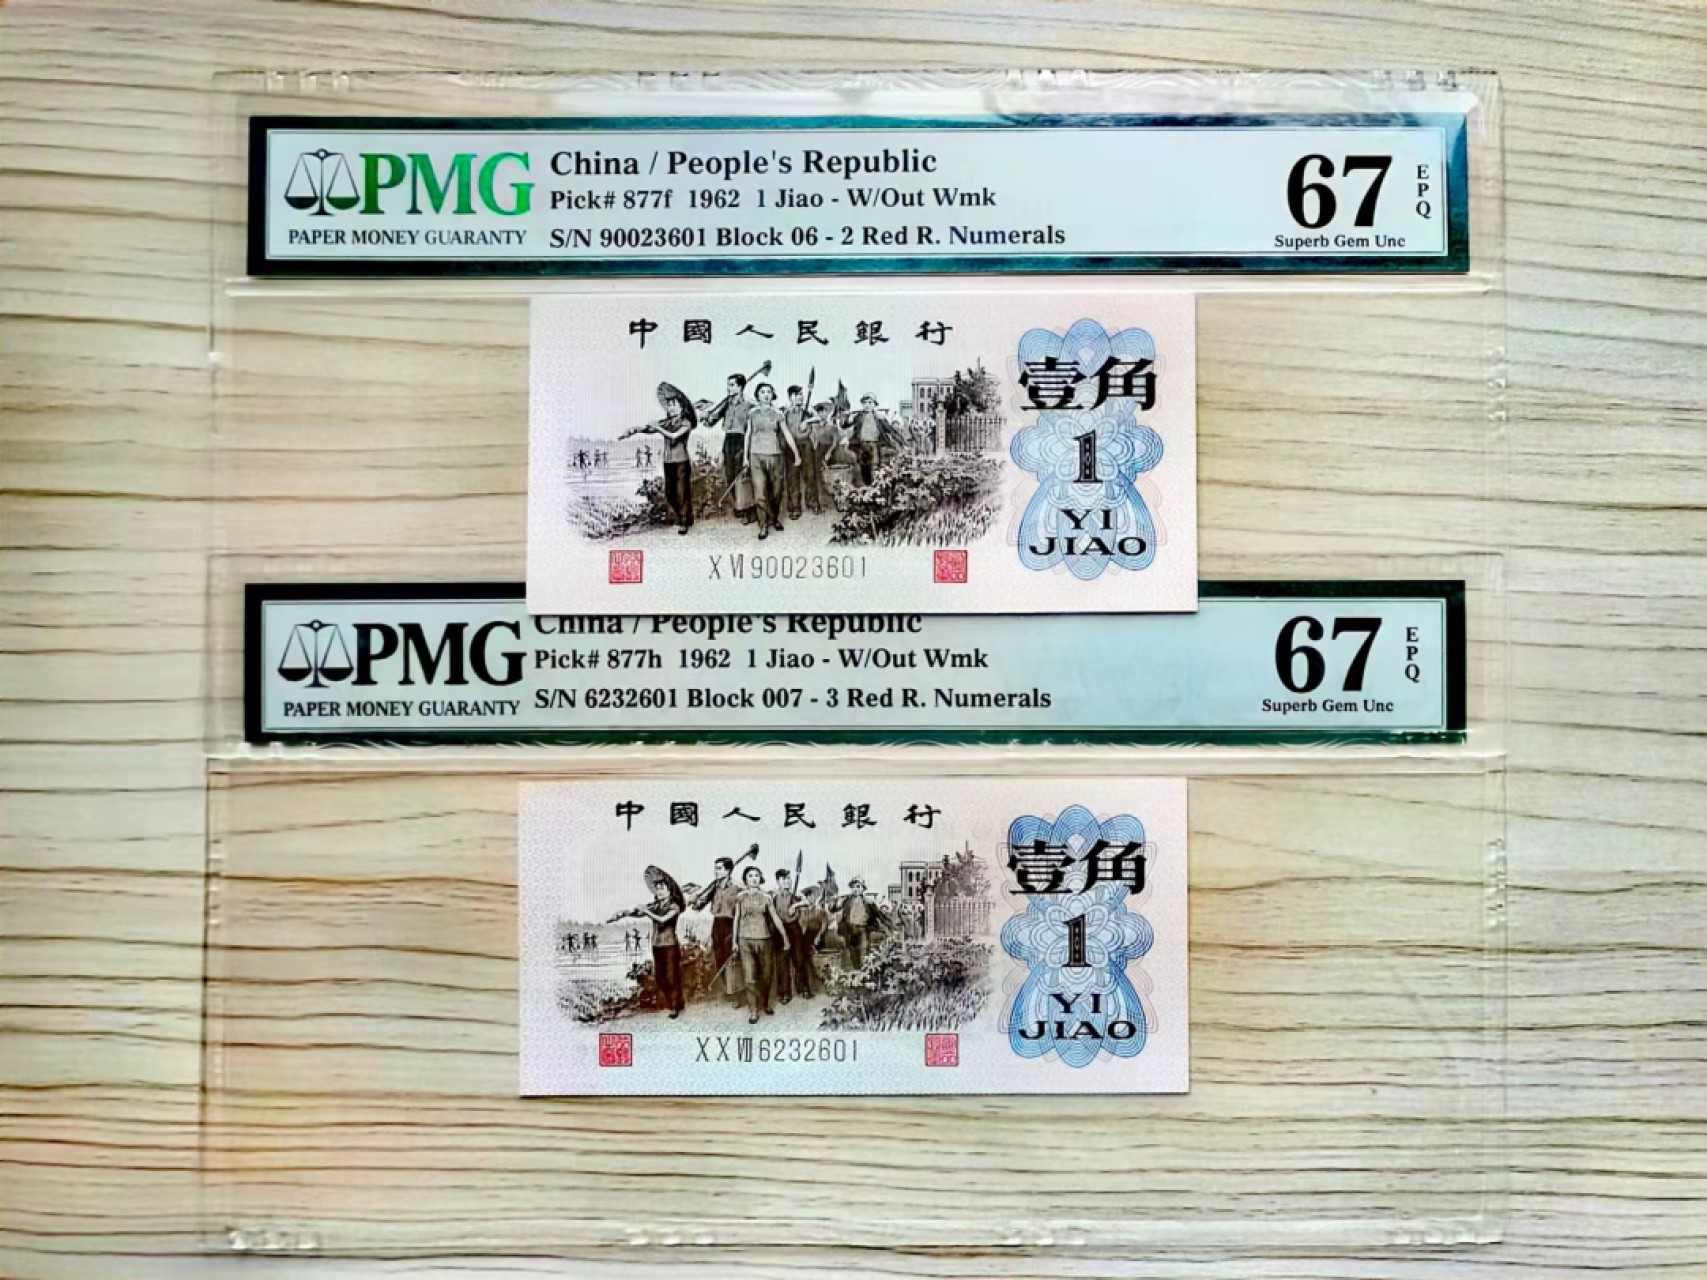 PMG
PAPER MONEY GUARANTY
China / People's Republic
Pick# 877f 1962 1 Jiao - W/Out Wmk
S/N 90023601 Block 06 - 2 Red R. Numerals
67
EPQ
Superb Gem Unc
中國人民銀行
壹角
1
YI
JIAO
X Ⅶ 90023601
PMG
PAPER MONEY GUARANTY
China / People's Republic
Pick# 877h 1962 1 Jiao - W/Out Wmk
S/N 6232601 Block 007 - 3 Red R. Numerals
67
EPQ
Superb Gem Unc
中國人民銀行
壹角
1
YI
JIAO
X X Ⅷ 6232601